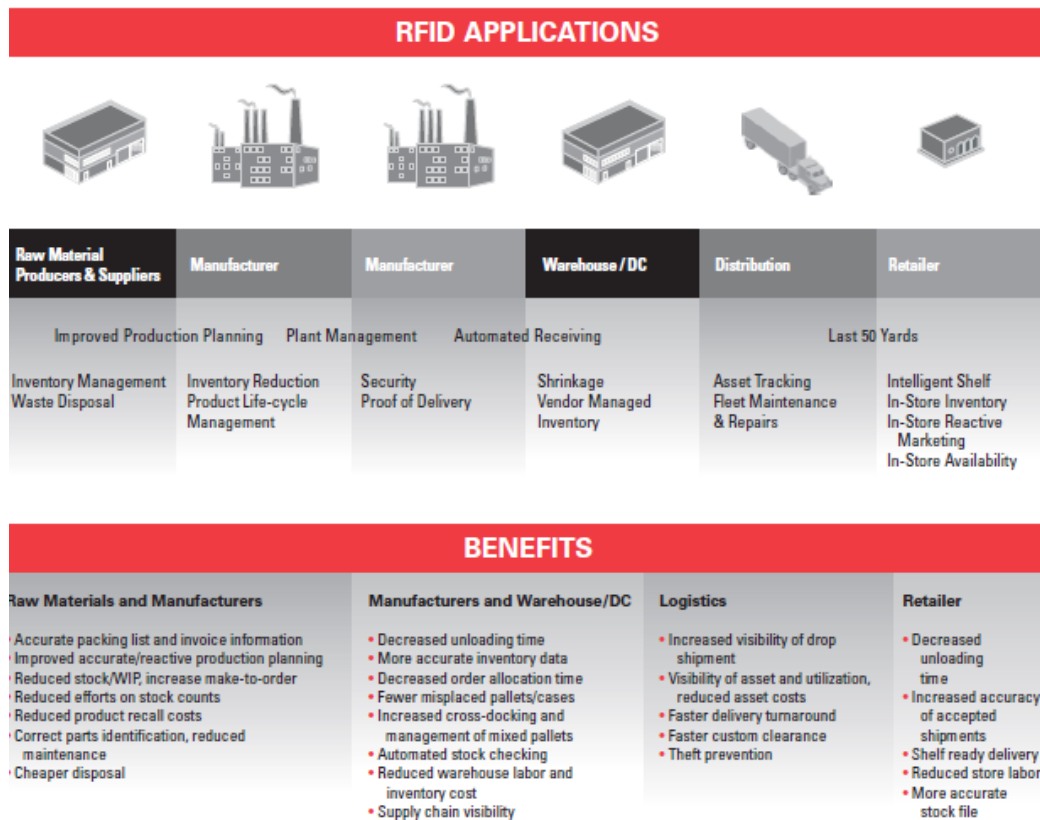 RFID APPLICATIONS
Raw Material
Producers & Suppliers
Manufacturer
Manufacturer
Warehouse / DC
Distribution
Retailer
Improved Production Planning
Plant Management
Automated Receiving
Last 50 Yards
Inventory Management
Waste Disposal
Inventory Reduction
Product Life-cycle
Management
Security
Proof of Delivery
Shrinkage
Vendor Managed
Inventory
Asset Tracking
Fleet Maintenance
& Repairs
Intelligent Shelf
In-Store Inventory
In-Store Reactive
Marketing
In-Store Availability
BENEFITS
Raw Materials and Manufacturers
• Accurate packing list and invoice information
• Improved accurate/reactive production planning
• Reduced stock/WIP, increase make-to-order
• Reduced efforts on stock counts
• Reduced product recall costs
• Correct parts identification, reduced
maintenance
• Cheaper disposal
Manufacturers and Warehouse/DC
• Decreased unloading time
• More accurate inventory data
• Decreased order allocation time
• Fewer misplaced pallets/cases
• Increased cross-docking and
management of mixed pallets
• Automated stock checking
• Reduced warehouse labor and
inventory cost
• Supply chain visibility
Logistics
• Increased visibility of drop
shipment
• Visibility of asset and utilization,
reduced asset costs
• Faster delivery turnaround
• Faster custom clearance
• Theft prevention
Retailer
• Decreased
unloading
time
• Increased accuracy
of accepted
shipments
• Shelf ready delivery
• Reduced store labor
• More accurate
stock file